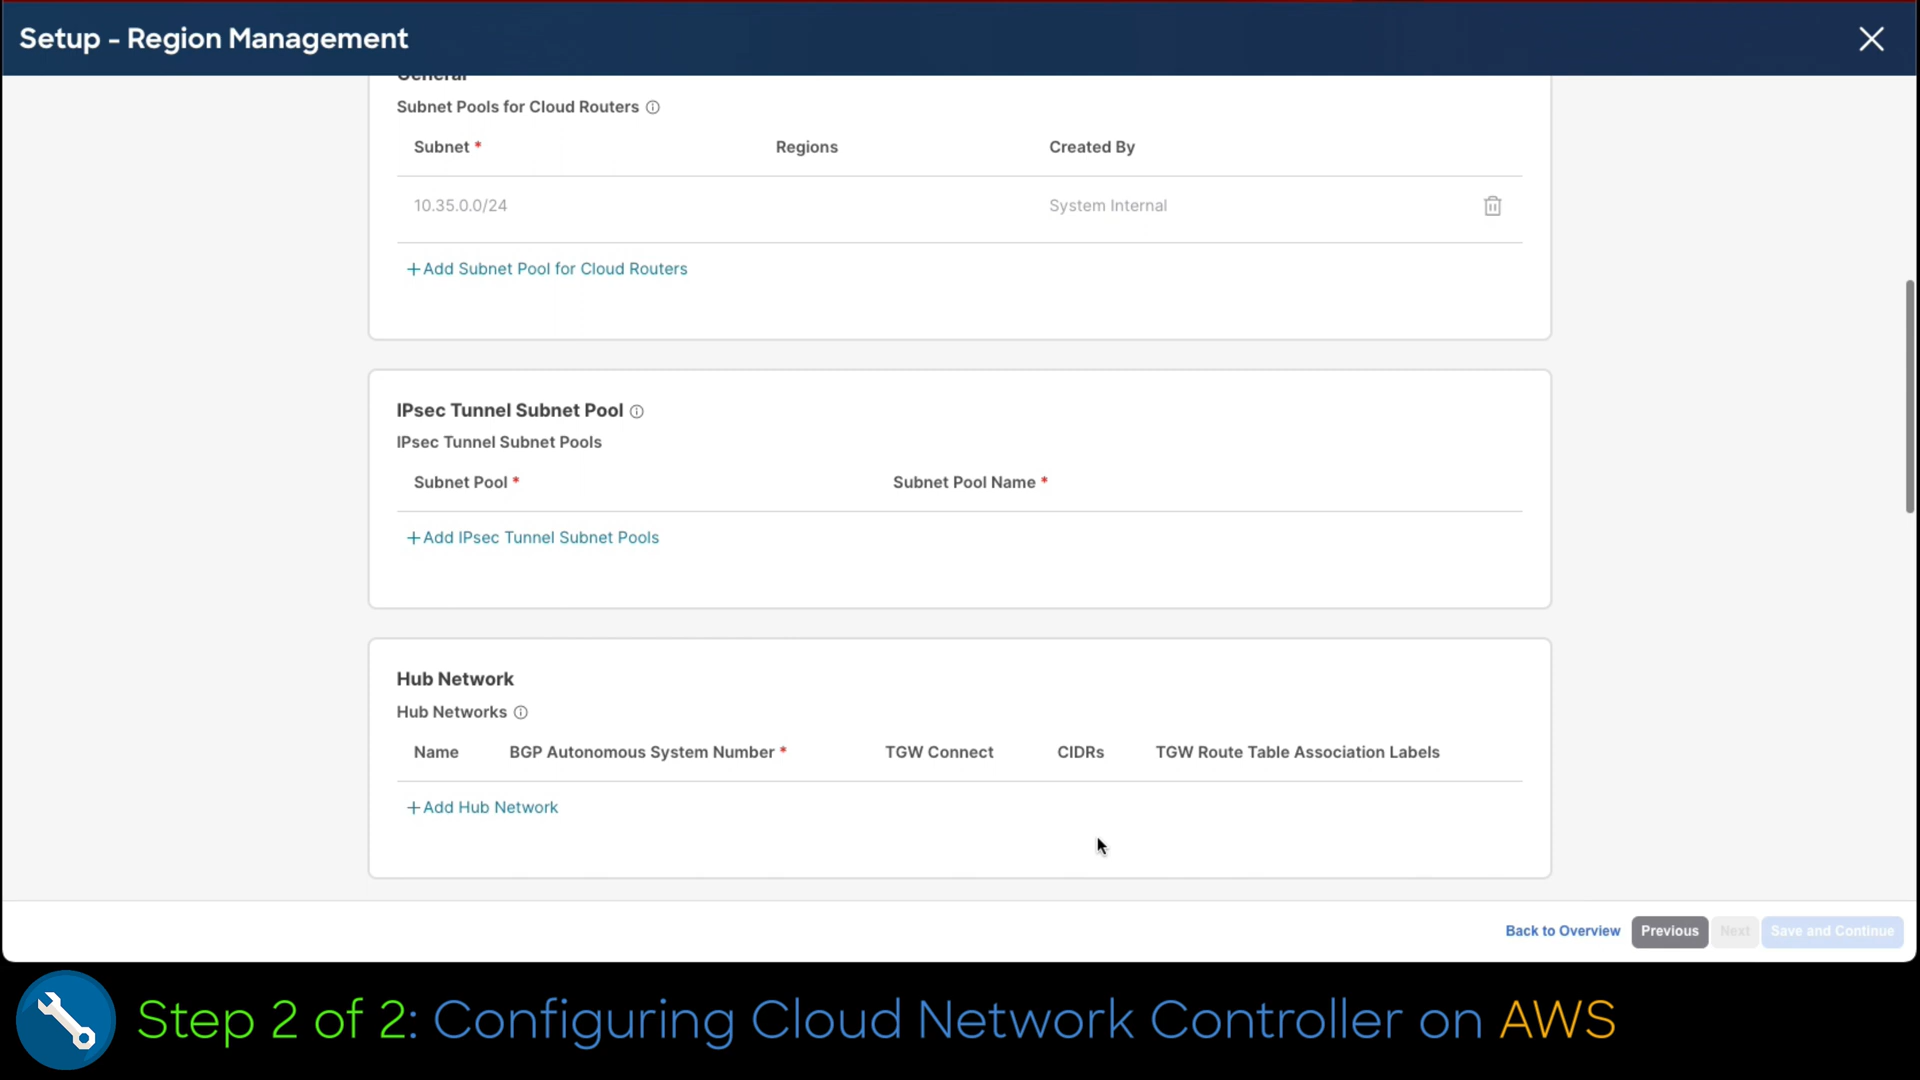 Setup - Region Management
General
Subnet Pools for Cloud Routers
Subnet * Regions Created By
10.35.0.0/24 System Internal
+Add Subnet Pool for Cloud Routers
IPsec Tunnel Subnet Pool
IPsec Tunnel Subnet Pools
Subnet Pool * Subnet Pool Name *
+Add IPsec Tunnel Subnet Pools
Hub Network
Hub Networks
Name BGP Autonomous System Number * TGW Connect CIDRs TGW Route Table Association Labels
+Add Hub Network
Back to Overview Previous Next Save and Continue
Step 2 of 2: Configuring Cloud Network Controller on AWS